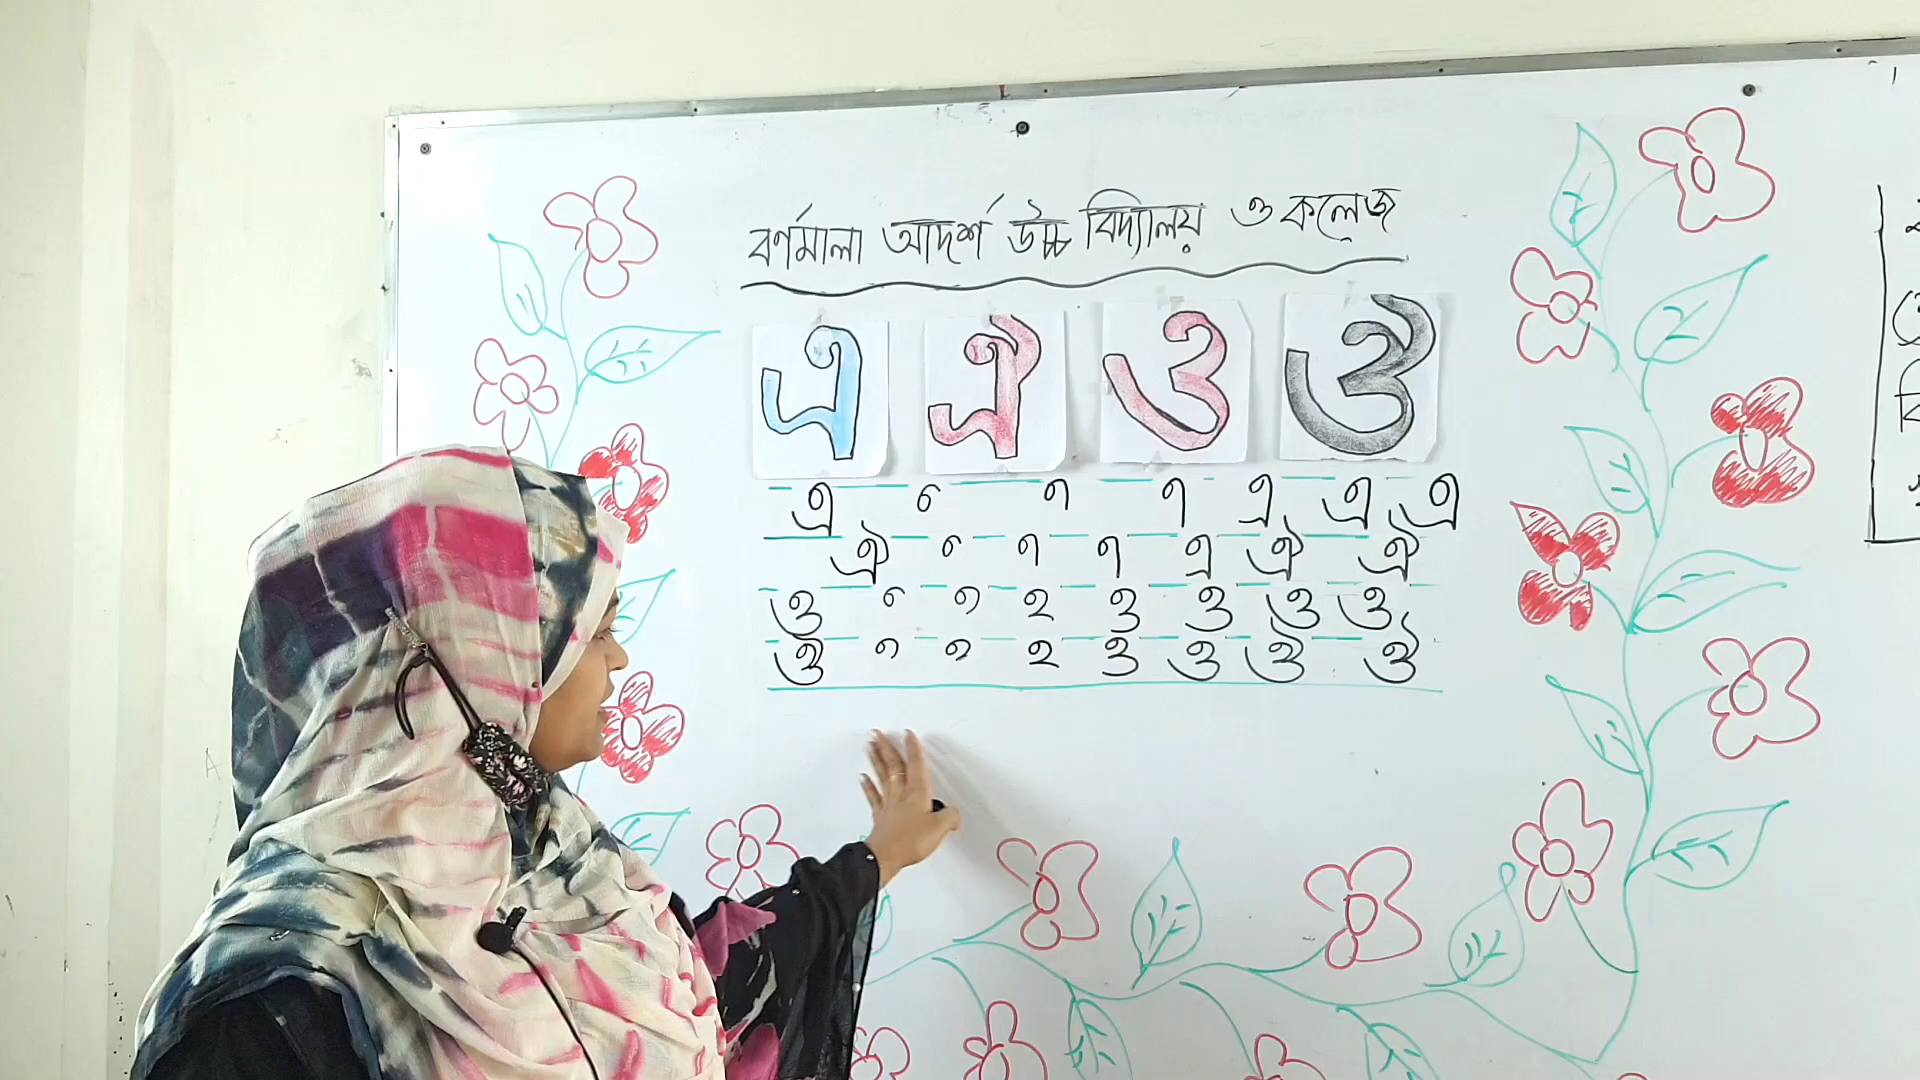 বর্ণমালা আদর্শ উচ্চ বিদ্যালয় ও কলেজ
এ ঐ ও ঔ
এ এ এ এ
ঐ এ ঐ ঐ
ও ও ও ও
ঔ ও ঔ ঔ